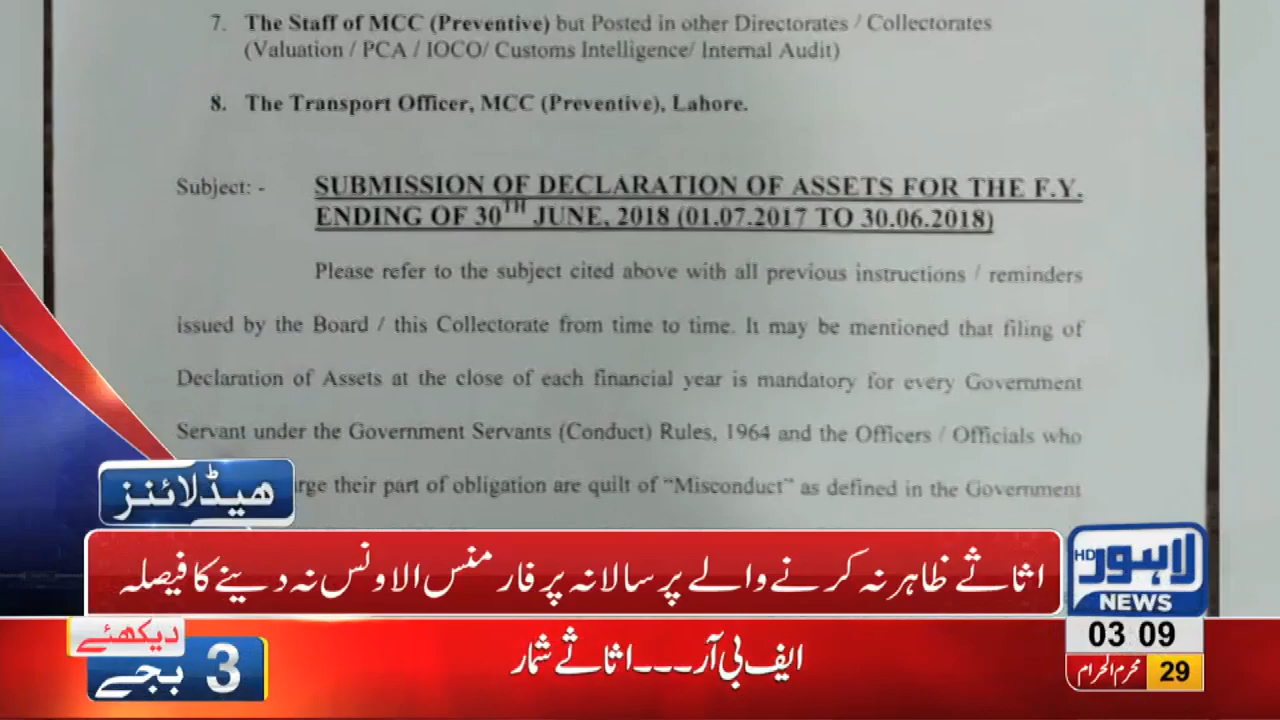 7. The Staff of MCC (Preventive) but Posted in other Directorates / Collectorates
(Valuation / PCA / IOCO/ Customs Intelligence/ Internal Audit)
8. The Transport Officer, MCC (Preventive), Lahore.
Subject: - SUBMISSION OF DECLARATION OF ASSETS FOR THE F.Y.
ENDING OF 30TH JUNE, 2018 (01.07.2017 TO 30.06.2018)
Please refer to the subject cited above with all previous instructions / reminders
issued by the Board / this Collectorate from time to time. It may be mentioned that filing of
Declaration of Assets at the close of each financial year is mandatory for every Government
Servant under the Government Servants (Conduct) Rules, 1964 and the Officers / Officials who
rge their part of obligation are quilt of “Misconduct” as defined in the Government
ہیڈلائنز
اثاثے ظاہر نہ کرنے والے پر سالانہ پرفارمنس الاونس نہ دینے کا فیصلہ
HD لاہور
NEWS
03 09
29 محرم الحرام
دیکھئے
3 بجے
ایف بی آر۔۔۔اثاثے شمار